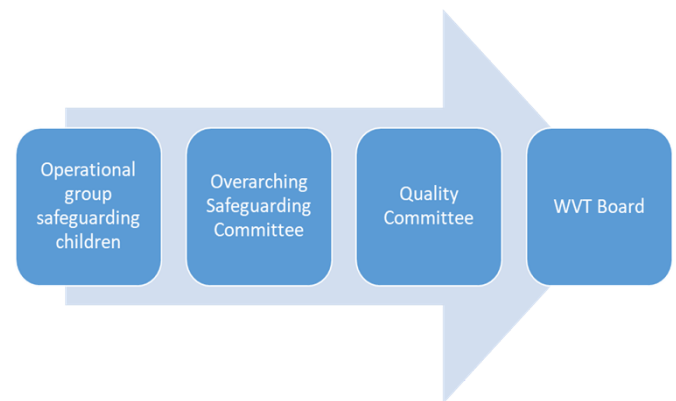 Operational
group
safeguarding
children
Overarching
Safeguarding
Committee
Quality
Committee
WVT Board